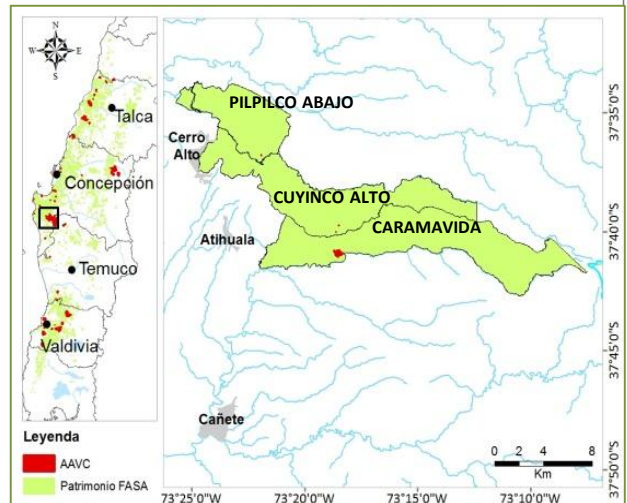 N
W
E
S
Talca
Concepción
Temuco
Valdivia
Leyenda
AAVC
Patrimonio FASA
PILPILCO ABAJO
Cerro
Alto
CUYINCO ALTO
CARAMAVIDA
Atihuala
Cañete
0 2 4 8
Km
37°35'0"S
37°40'0"S
37°45'0"S
37°50'0"S
73°25'0"W
73°20'0"W
73°15'0"W
73°10'0"W